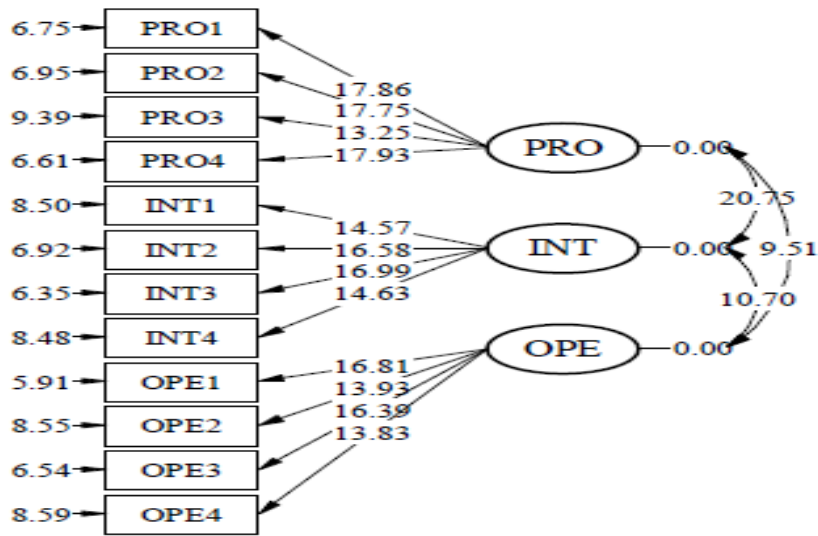 6.75 PRO1
6.95 PRO2
17.86
9.39 PRO3
17.75
13.25
PRO 0.00
6.61 PRO4
17.93
8.50 INT1
20.75
14.57
6.92 INT2
16.58
INT 0.00 9.51
16.99
6.35 INT3
14.63
10.70
8.48 INT4
OPE 0.00
16.81
5.91 OPE1
13.93
16.39
8.55 OPE2
13.83
6.54 OPE3
8.59 OPE4